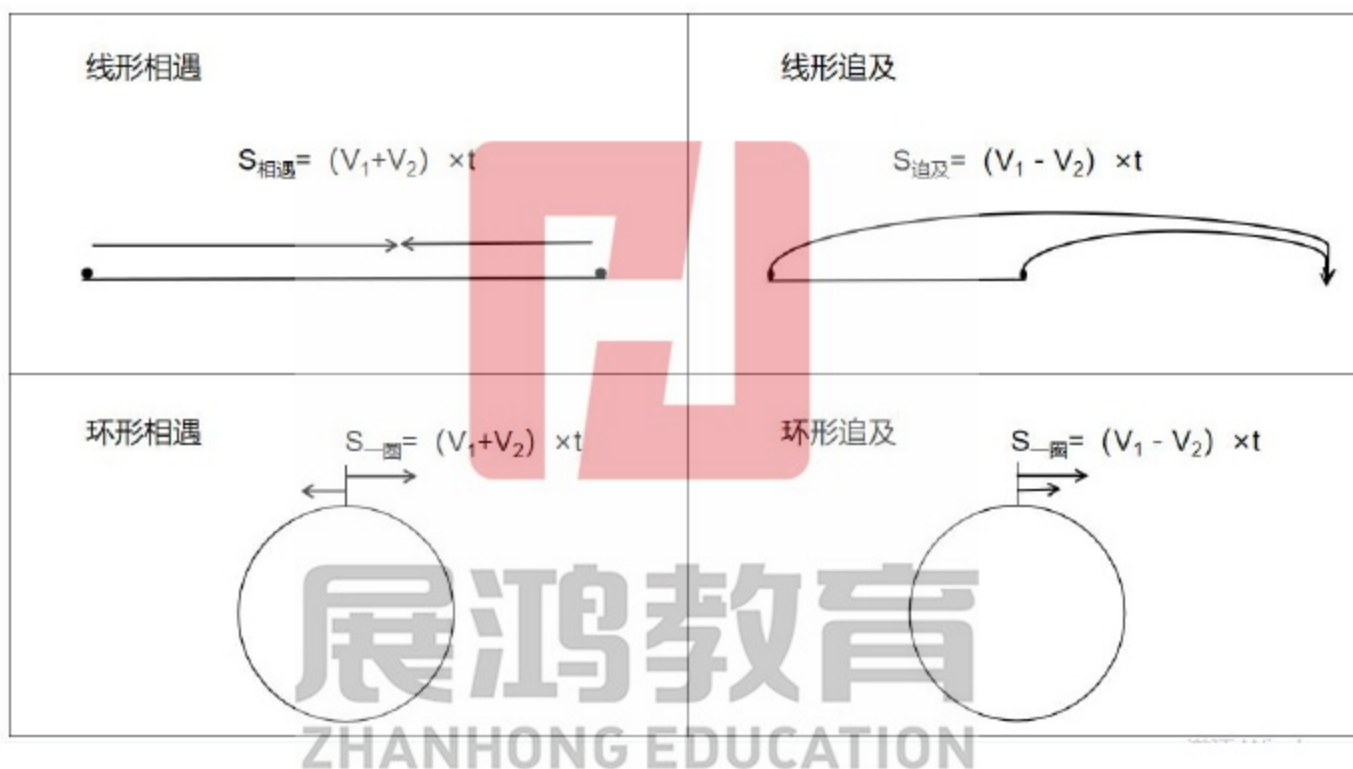 线形相遇
S相遇= (V₁+V₂) ×t
线形追及
S追及= (V₁ - V₂) ×t
环形相遇
S一圈= (V₁+V₂) ×t
环形追及
S一圈= (V₁ - V₂) ×t
展鸿教育
ZHANHONG EDUCATION